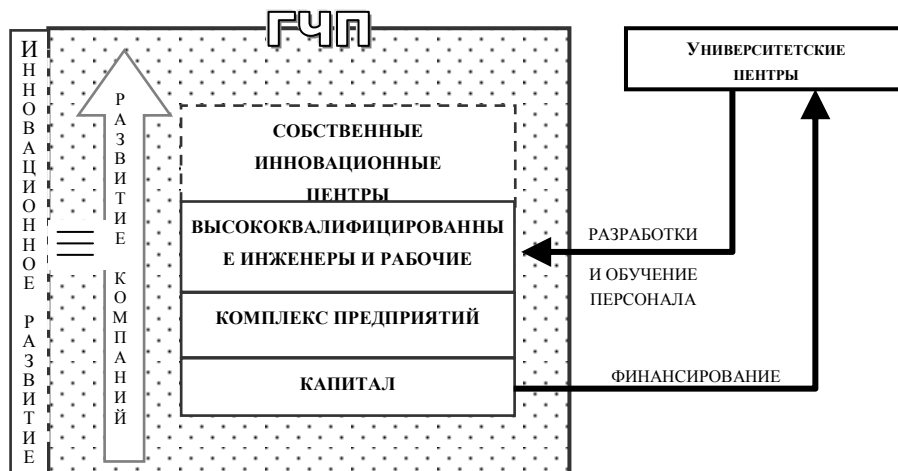 ГЧП
ИННОВАЦИОННОЕ РАЗВИТИЕ
РАЗВИТИЕ КОМПАНИЙ
УНИВЕРСИТЕТСКИЕ
ЦЕНТРЫ
СОБСТВЕННЫЕ
ИННОВАЦИОННЫЕ
ЦЕНТРЫ
ВЫСОКОКВАЛИФИЦИРОВАНН
Е ИНЖЕНЕРЫ И РАБОЧИЕ
РАЗРАБОТКИ
И ОБУЧЕНИЕ
ПЕРСОНАЛА
КОМПЛЕКС ПРЕДПРИЯТИЙ
КАПИТАЛ
ФИНАНСИРОВАНИЕ